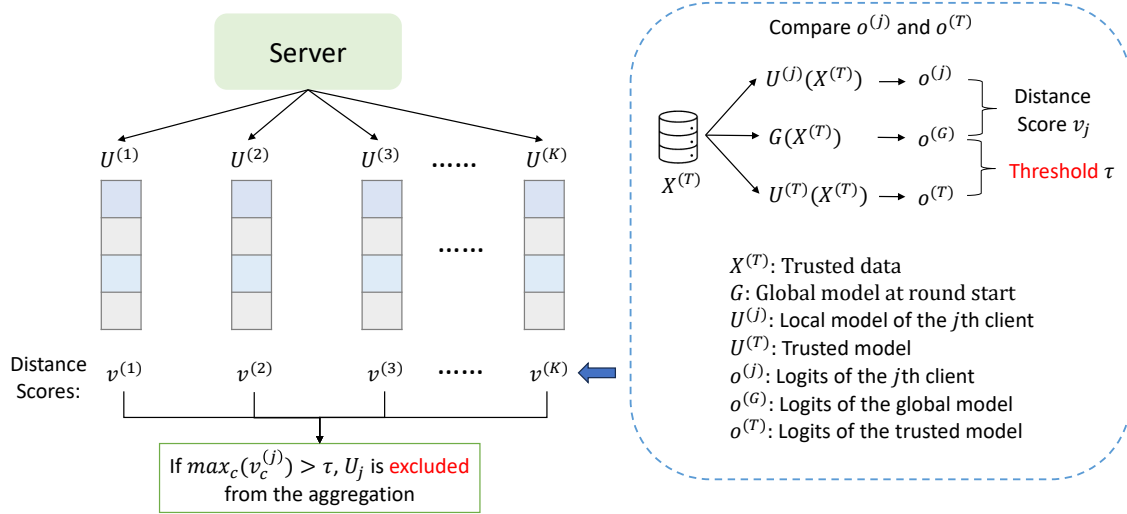 Server
U^{(1)} U^{(2)} U^{(3)} …… U^{(K)}
……
Distance Scores: v^{(1)} v^{(2)} v^{(3)} …… v^{(K)}
If max_c(v_c^{(j)}) > τ, U_j is excluded
from the aggregation
Compare o^{(j)} and o^{(T)}
X^{(T)}
U^{(j)}(X^{(T)}) o^{(j)}
G(X^{(T)}) o^{(G)}
U^{(T)}(X^{(T)}) o^{(T)}
Distance
Score v_j
Threshold τ
X^{(T)}: Trusted data
G: Global model at round start
U^{(j)}: Local model of the jth client
U^{(T)}: Trusted model
o^{(j)}: Logits of the jth client
o^{(G)}: Logits of the global model
o^{(T)}: Logits of the trusted model